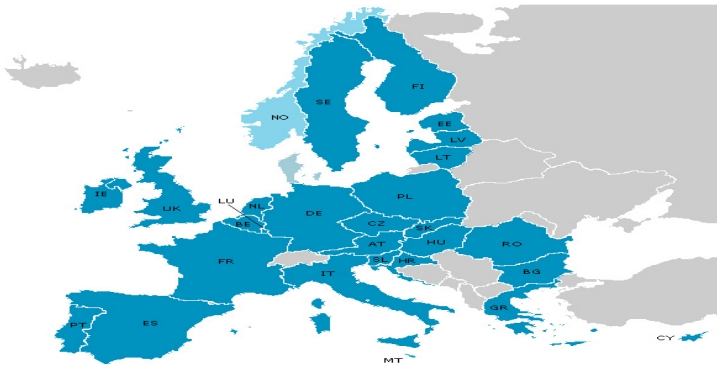 FI
SE
NO
EE
LV
LT
IE
UK
LU
NL
BE
DE
PL
CZ
SK
AT
HU
RO
FR
SL
HR
IT
BG
PT
ES
GR
CY
MT